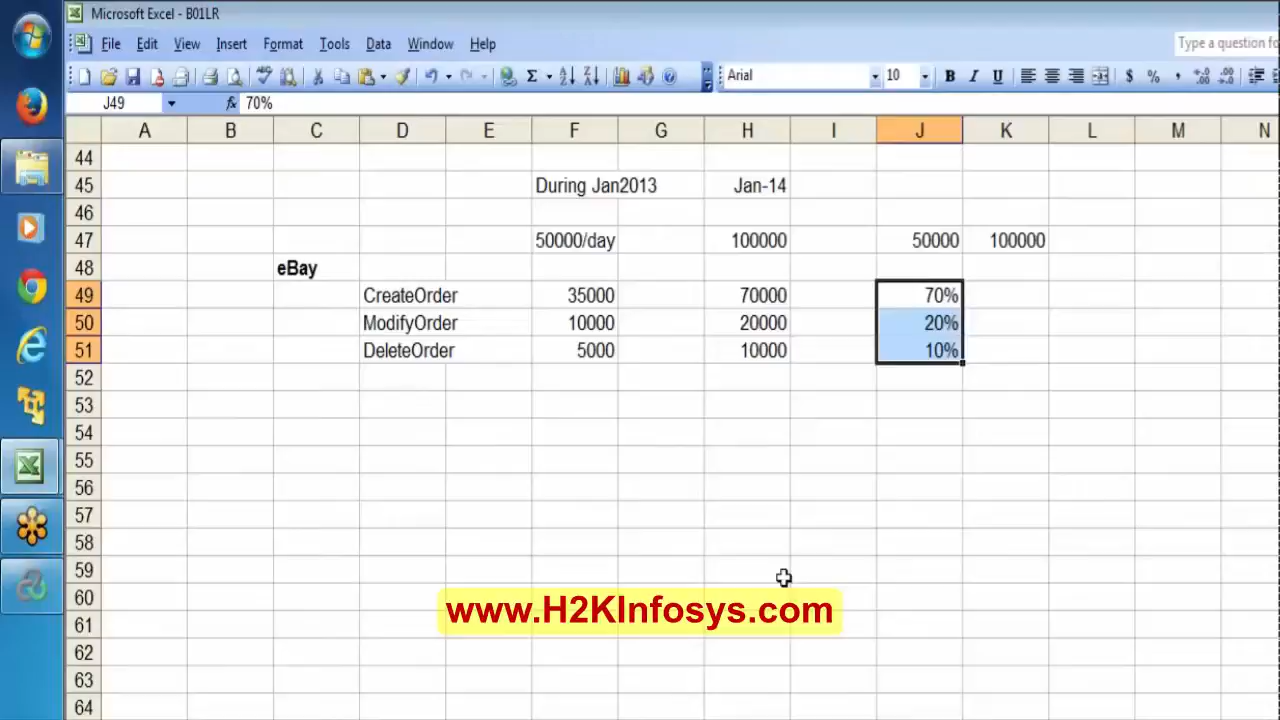 Microsoft Excel - B01LR
File Edit View Insert Format Tools Data Window Help
Type a question fo
Arial 10 B I U $ % ,
J49 fx 70%
A B C D E F G H I J K L M N
44
45 During Jan2013 Jan-14
46
47 50000/day 100000 50000 100000
48 eBay
49 CreateOrder 35000 70000 70%
50 ModifyOrder 10000 20000 20%
51 DeleteOrder 5000 10000 10%
52
53
54
55
56
57
58
59
60
www.H2KInfosys.com
61
62
63
64